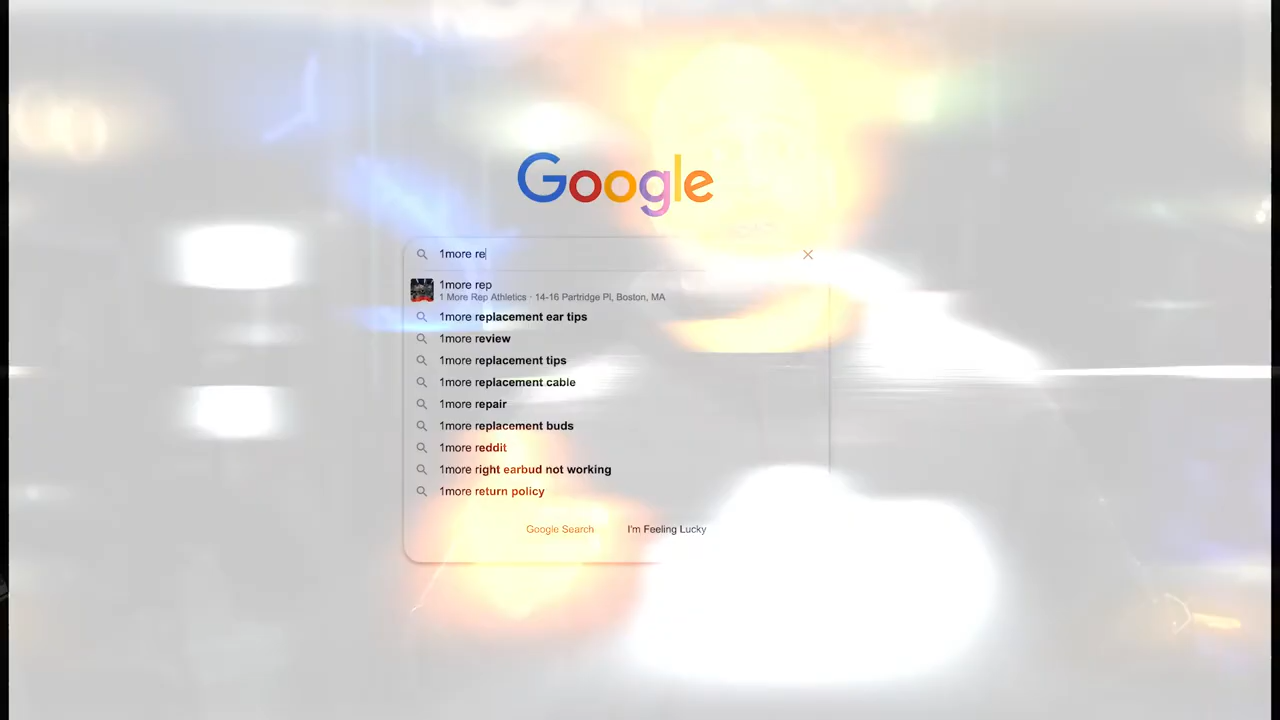 Google
1more re
1more rep
1 More Rep Athletics · 14-16 Partridge Pl, Boston, MA
1more replacement ear tips
1more review
1more replacement tips
1more replacement cable
1more repair
1more replacement buds
1more reddit
1more right earbud not working
1more return policy
Google Search
I'm Feeling Lucky